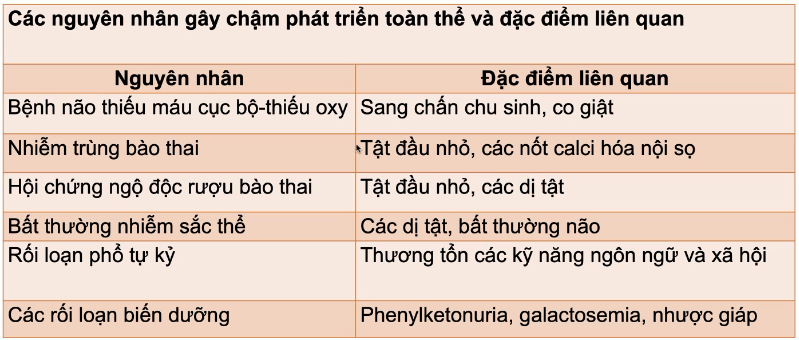 Các nguyên nhân gây chậm phát triển toàn thể và đặc điểm liên quan
Nguyên nhân Đặc điểm liên quan
Bệnh não thiếu máu cục bộ-thiếu oxy Sang chấn chu sinh, co giật
Nhiễm trùng bào thai Tật đầu nhỏ, các nốt calci hóa nội sọ
Hội chứng ngộ độc rượu bào thai Tật đầu nhỏ, các dị tật
Bất thường nhiễm sắc thể Các dị tật, bất thường não
Rối loạn phổ tự kỷ Thương tổn các kỹ năng ngôn ngữ và xã hội
Các rối loạn biến dưỡng Phenylketonuria, galactosemia, nhược giáp